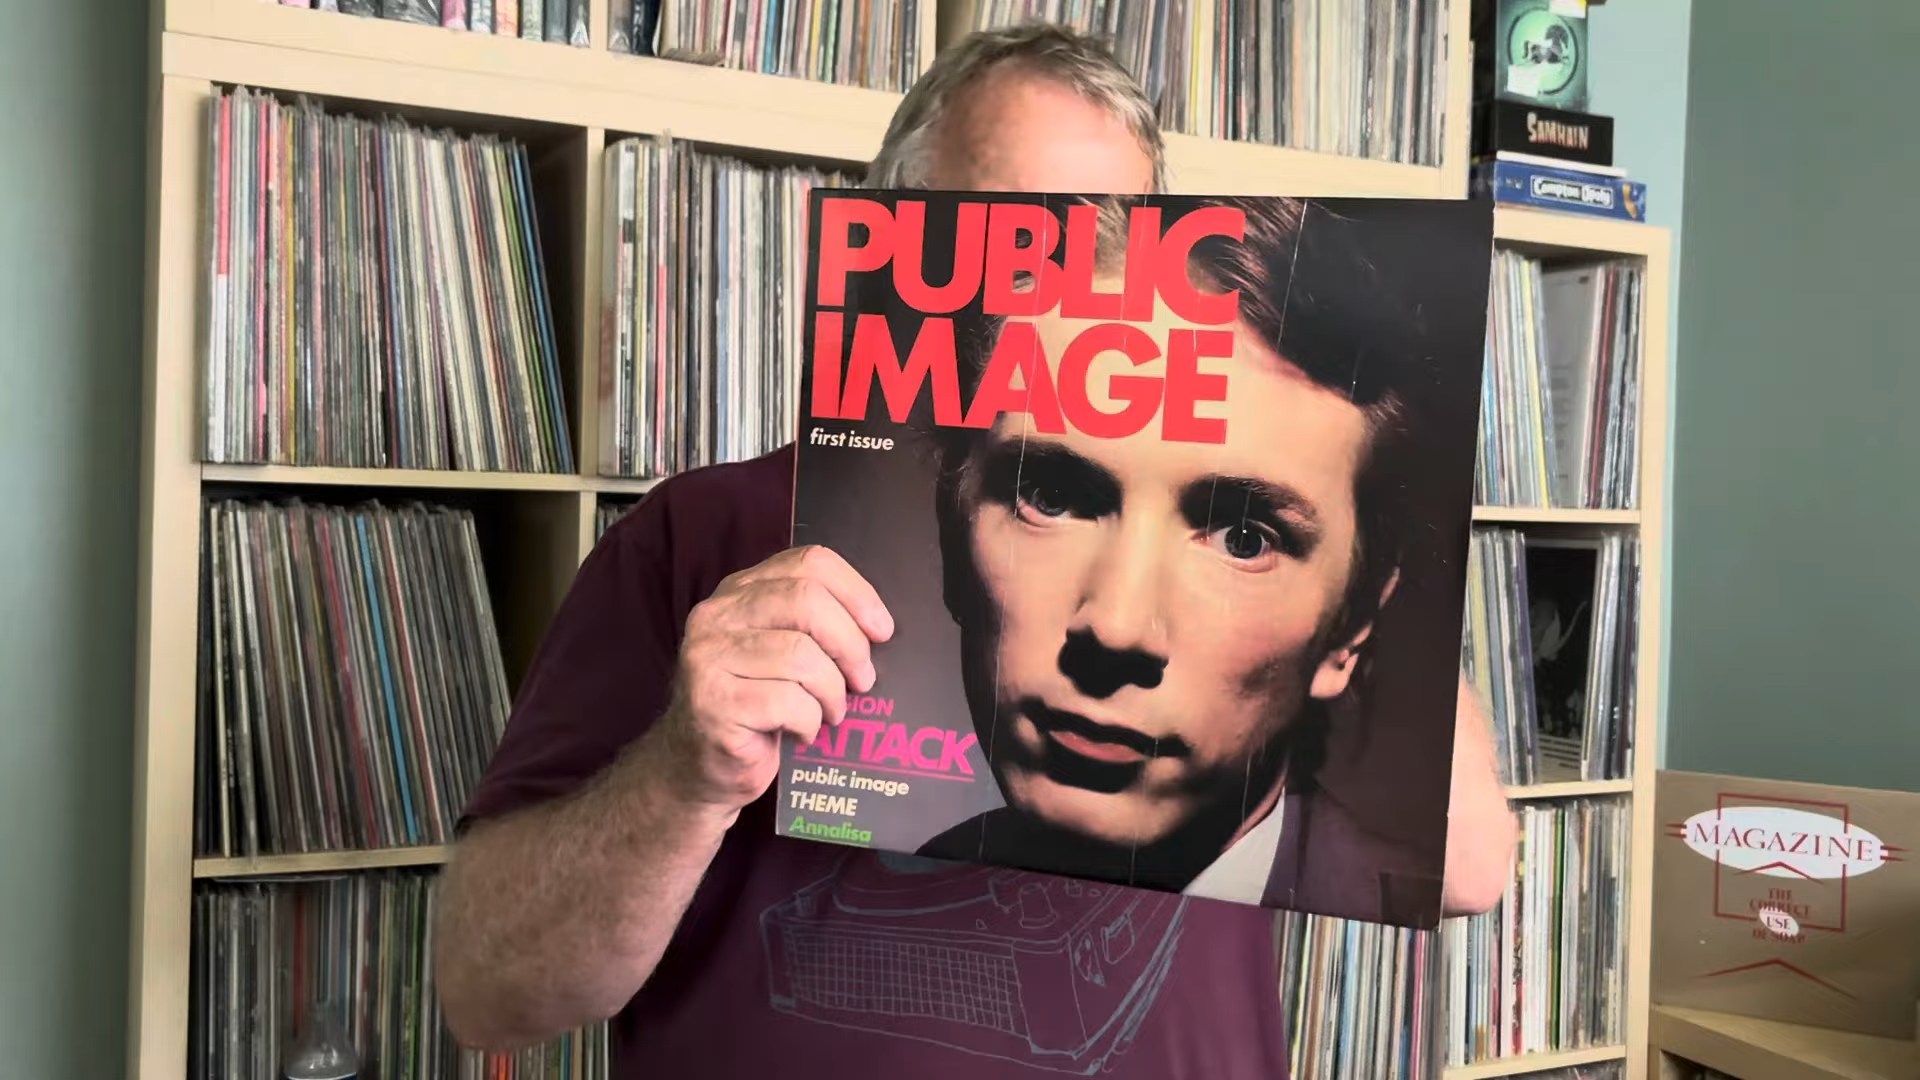 PUBLIC
IMAGE
first issue
ATTACK
public image
THEME
Annalisa
SAMHAIN
MAGAZINE
THE
CORRECT
USE
OF SOAP